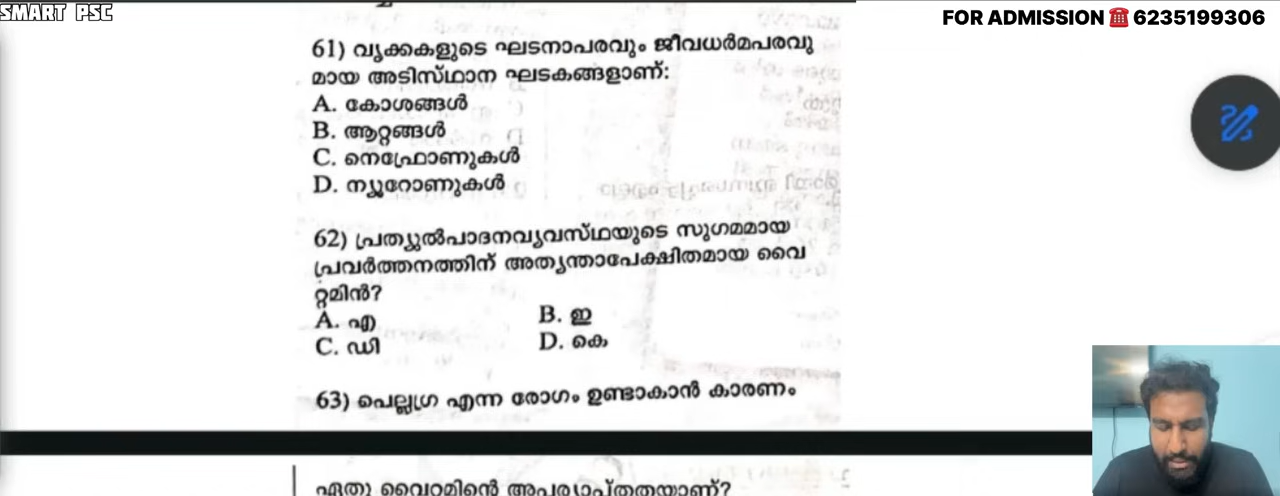 SMART PSC
FOR ADMISSION ☎️ 6235199306
61) വൃക്കകളുടെ ഘടനാപരവും ജീവധർമപരവു
മായ അടിസ്ഥാന ഘടകങ്ങളാണ്:
A. കോശങ്ങൾ
B. ആറ്റങ്ങൾ
C. നെഫ്രോണുകൾ
D. ന്യൂറോണുകൾ
62) പ്രത്യുൽപാദനവ്യവസ്ഥയുടെ സുഗമമായ
പ്രവർത്തനത്തിന് അത്യന്താപേക്ഷിതമായ വൈ
റ്റമിൻ?
A. എ B. ഇ
C. ഡി D. കെ
63) പെല്ലഗ്ര എന്ന രോഗം ഉണ്ടാകാൻ കാരണം
ഏതു വൈറ്റമിന്റെ അപര്യാപ്തതയാണ്?